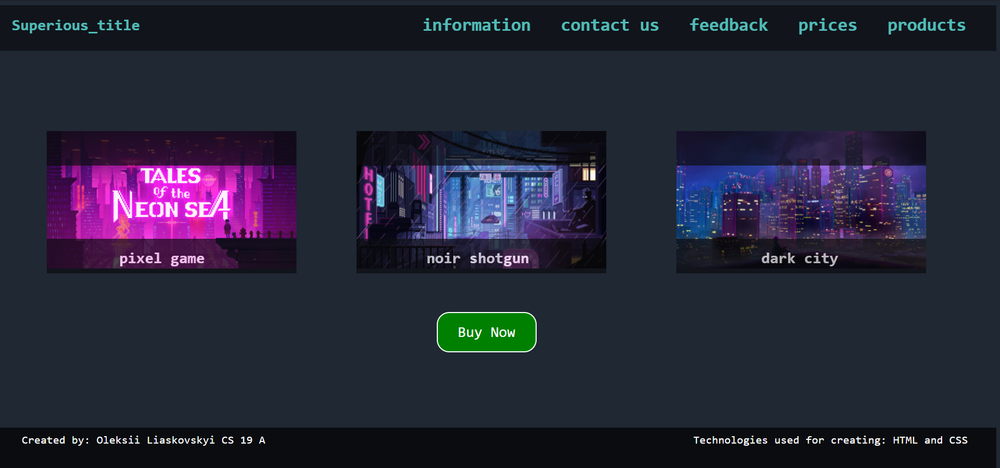 Superious_title
information contact us feedback prices products
TALES
of the
NEON SEA
HOTEL
pixel game
noir shotgun
dark city
Buy Now
Created by: Oleksii Liaskovskyi CS 19 A
Technologies used for creating: HTML and CSS